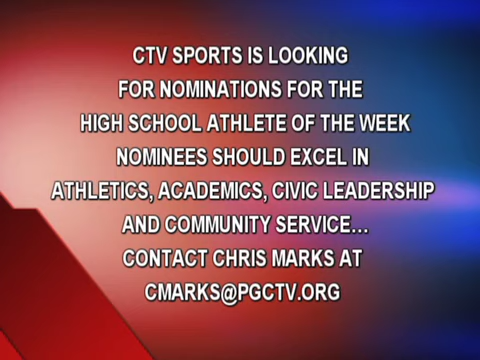 CTV SPORTS IS LOOKING
FOR NOMINATIONS FOR THE
HIGH SCHOOL ATHLETE OF THE WEEK
NOMINEES SHOULD EXCEL IN
ATHLETICS, ACADEMICS, CIVIC LEADERSHIP
AND COMMUNITY SERVICE...
CONTACT CHRIS MARKS AT
CMARKS@PGCTV.ORG